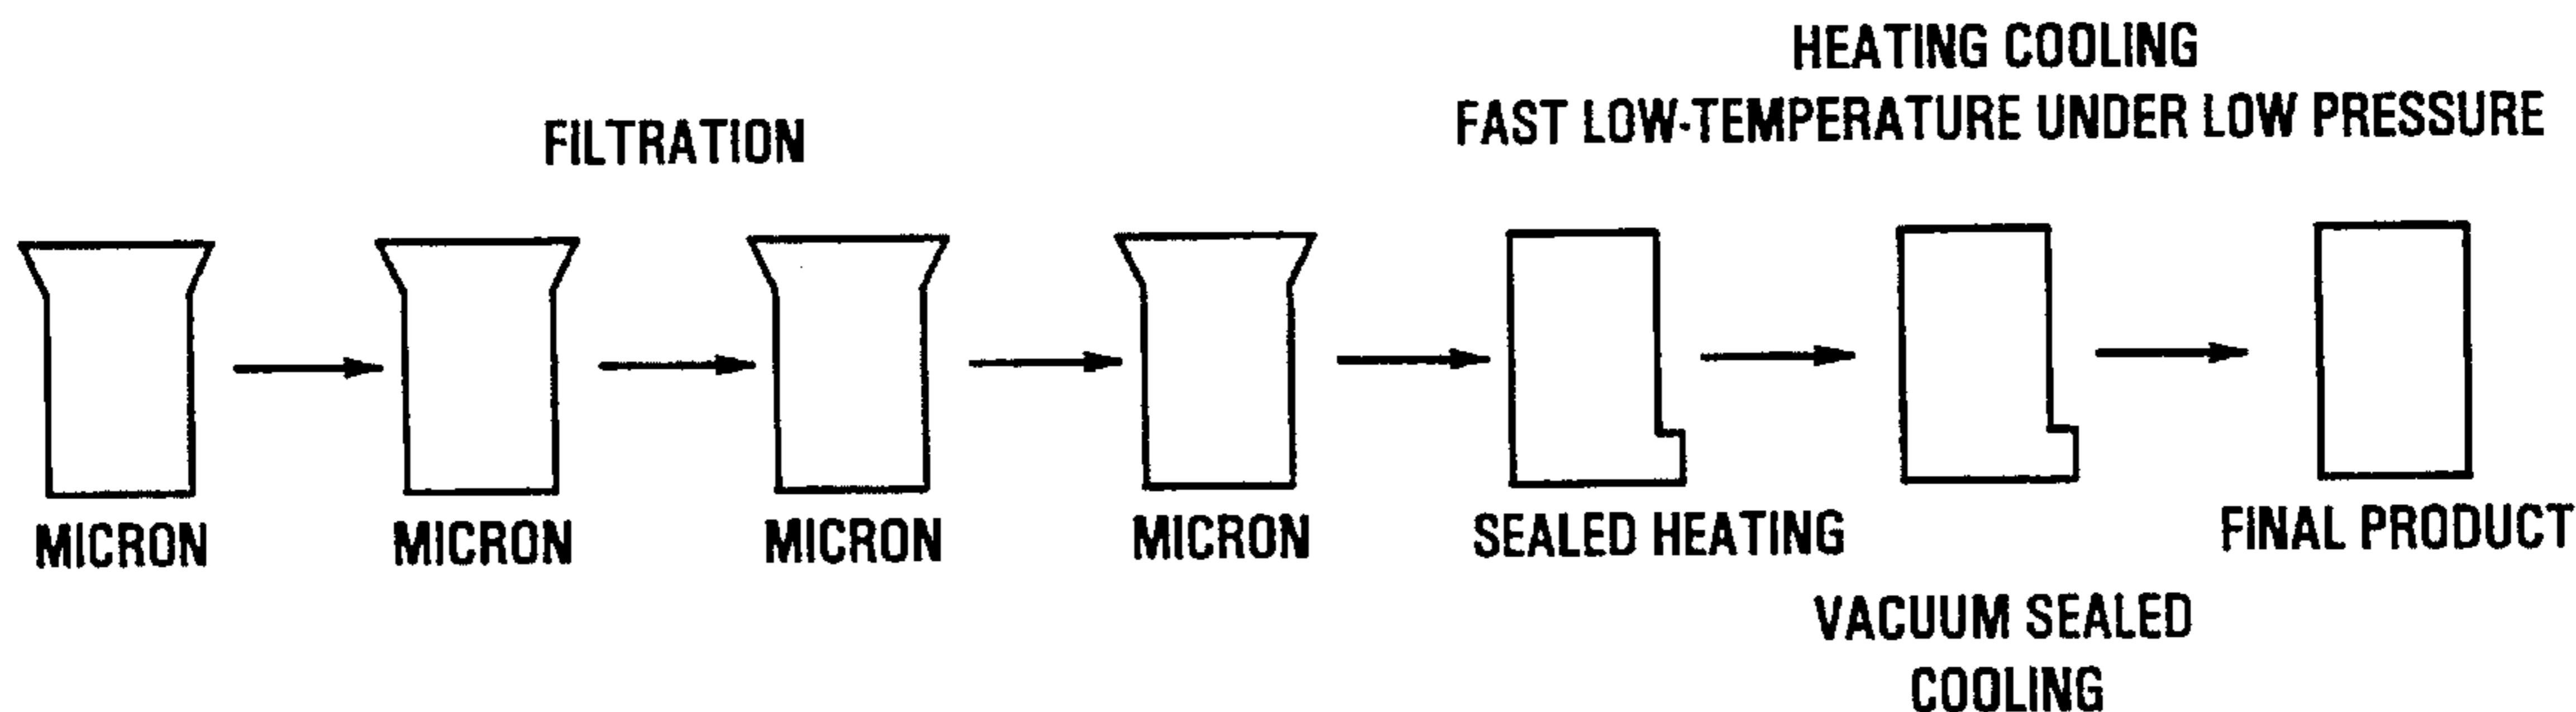 HEATING COOLING
FAST LOW-TEMPERATURE UNDER LOW PRESSURE
FILTRATION
MICRON
MICRON
MICRON
MICRON
SEALED HEATING
FINAL PRODUCT
VACUUM SEALED
COOLING